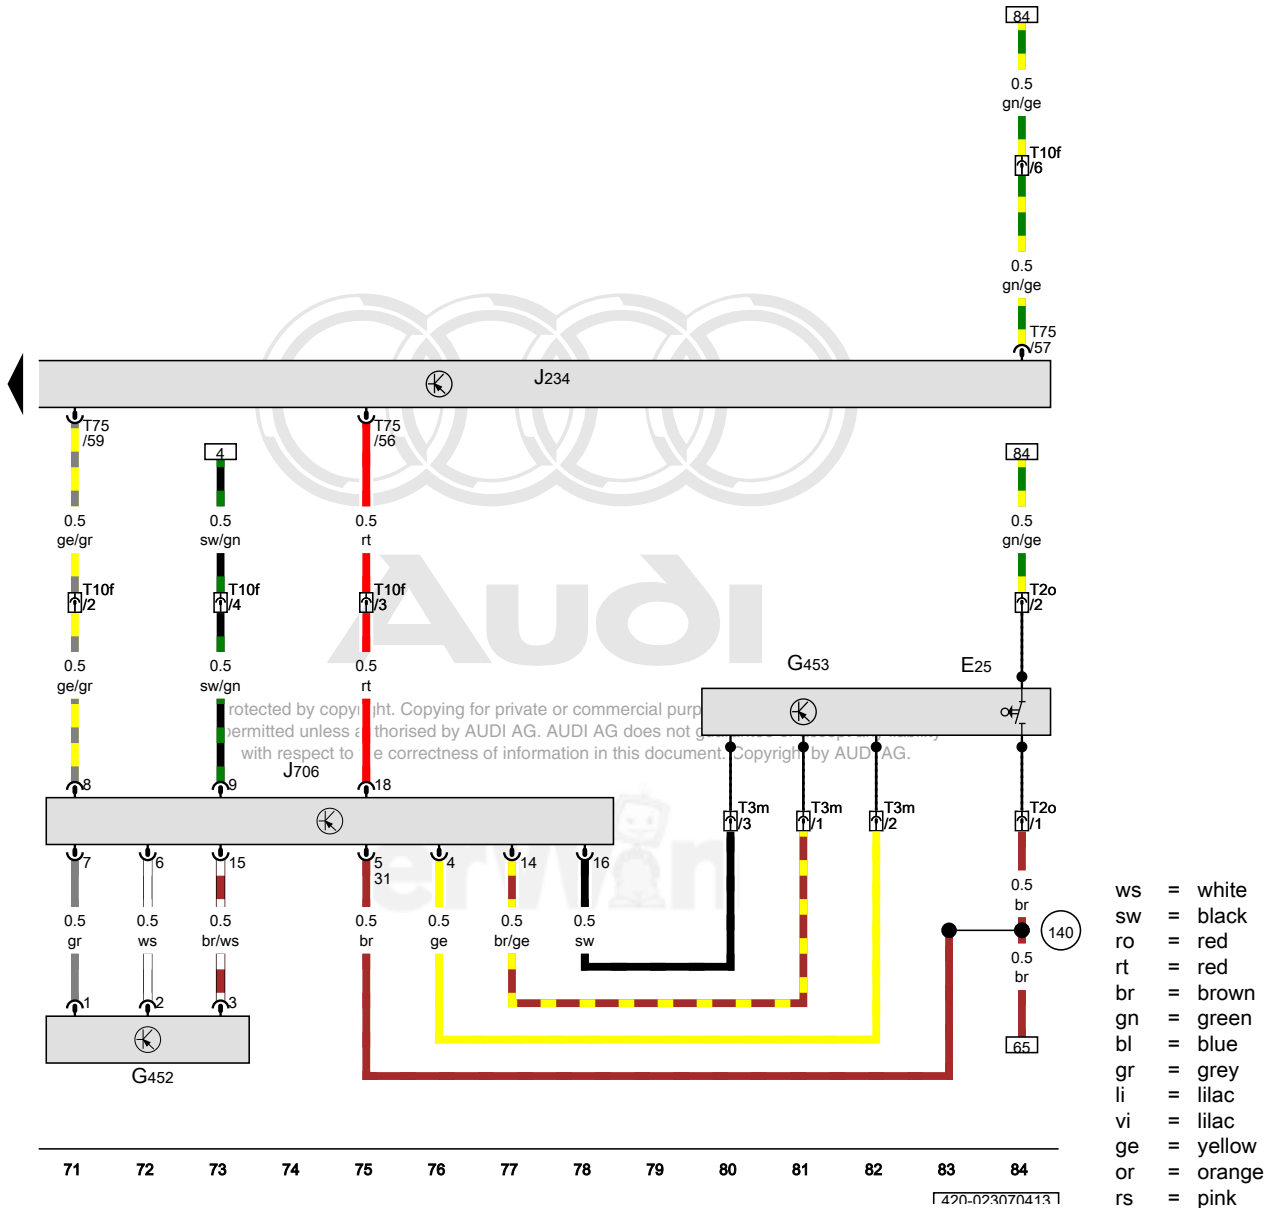 84
0.5
gn/ge
T10f
/6
0.5
gn/ge
T75
/57
J234
T75
/59
T75
/56
4
84
0.5
ge/gr
0.5
sw/gn
0.5
rt
0.5
gn/ge
T10f
/2
T10f
/4
T10f
/3
T2o
/2
Audi
0.5
ge/gr
0.5
sw/gn
0.5
rt
G453
E25
rotected by copyright. Copying for private or commercial purp
permitted unless a thorised by AUDI AG. AUDI AG does not g
with respect to e correctness of information in this document. Copyright by AUDI AG.
J706
8
9
18
T3m
/3
T3m
/1
T3m
/2
T2o
/1
erWin
7
6
15
5
31
4
14
16
0.5
gr
0.5
ws
0.5
br/ws
0.5
br
0.5
ge
0.5
br/ge
0.5
sw
0.5
br
140
0.5
br
1
2
3
G452
65
71 72 73 74 75 76 77 78 79 80 81 82 83 84
420-023070413
ws = white
sw = black
ro = red
rt = red
br = brown
gn = green
bl = blue
gr = grey
li = lilac
vi = lilac
ge = yellow
or = orange
rs = pink